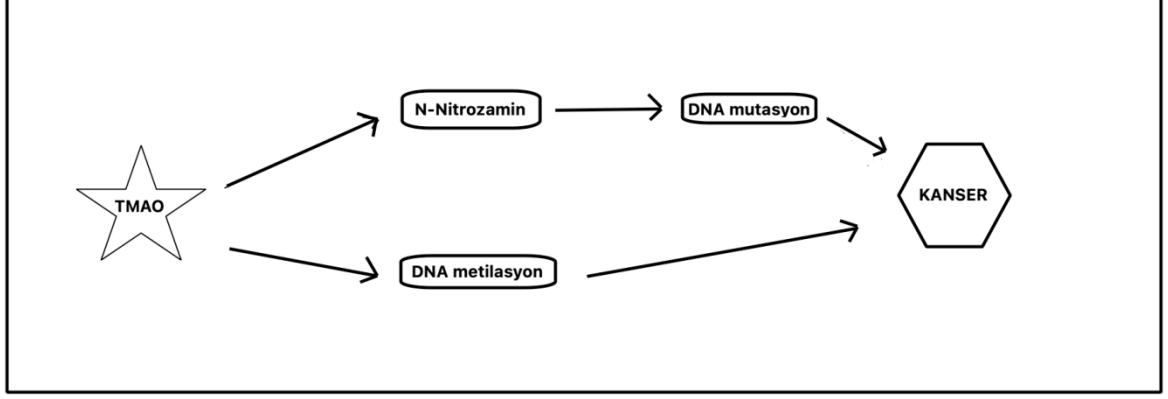 N-Nitrozamin
DNA mutasyon
TMAO
KANSER
DNA metilasyon